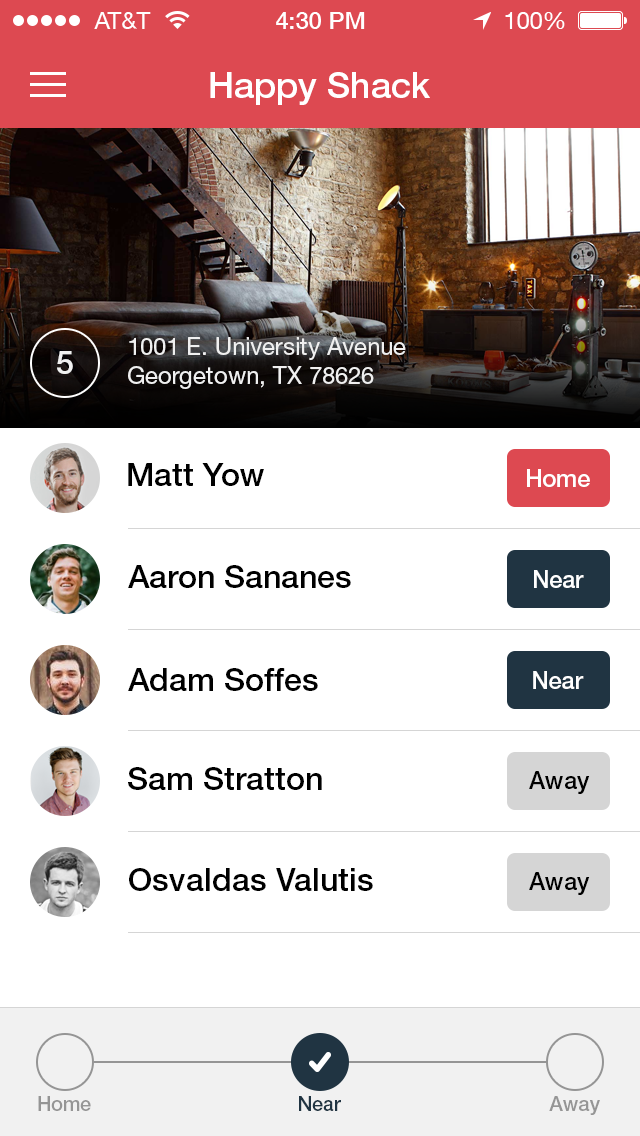 AT&T 4:30 PM 100%
Happy Shack
TAXI
5
1001 E. University Avenue
Georgetown, TX 78626
Matt Yow Home
Aaron Sananes Near
Adam Soffes Near
Sam Stratton Away
Osvaldas Valutis Away
Home Near Away